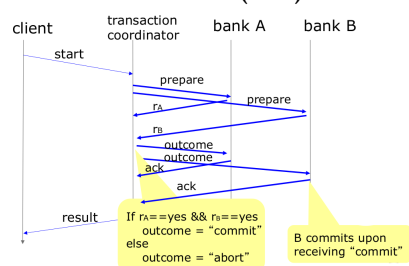 client
transaction
coordinator
bank A
bank B
start
prepare
prepare
rA
rB
outcome
outcome
ack
ack
result
If rA==yes && rB==yes
outcome = "commit"
else
outcome = "abort"
B commits upon
receiving "commit"